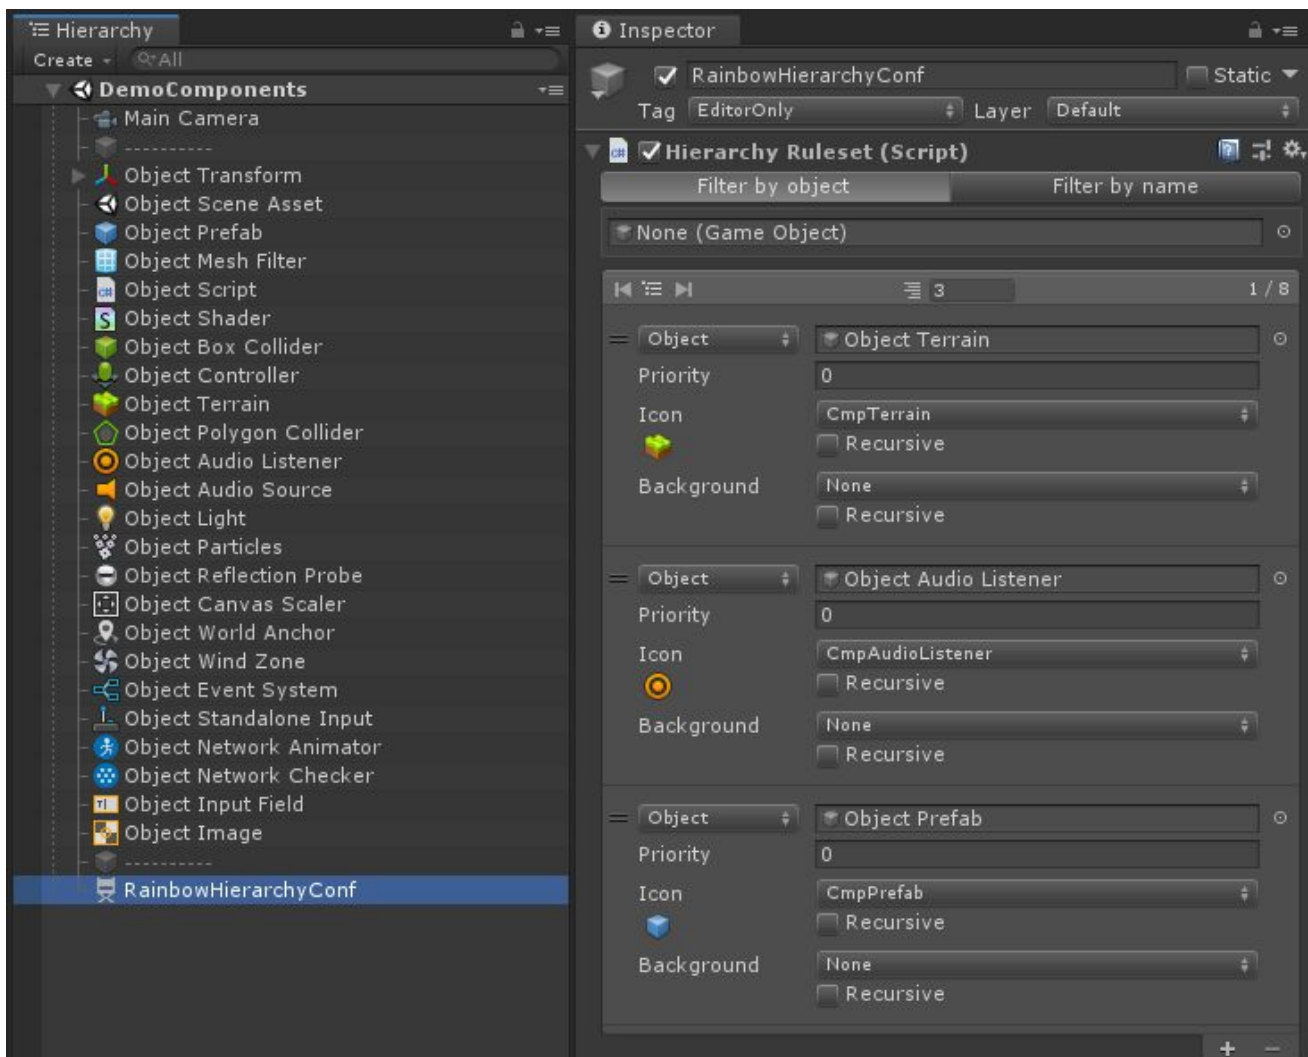 Hierarchy
Create
All
DemoComponents
Main Camera
----------
Object Transform
Object Scene Asset
Object Prefab
Object Mesh Filter
Object Script
Object Shader
Object Box Collider
Object Controller
Object Terrain
Object Polygon Collider
Object Audio Listener
Object Audio Source
Object Light
Object Particles
Object Reflection Probe
Object Canvas Scaler
Object World Anchor
Object Wind Zone
Object Event System
Object Standalone Input
Object Network Animator
Object Network Checker
Object Input Field
Object Image
----------
RainbowHierarchyConf
Inspector
RainbowHierarchyConf Static
Tag EditorOnly Layer Default
C# Hierarchy Ruleset (Script)
Filter by object Filter by name
None (Game Object)
3 1 / 8
Object Object Terrain
Priority 0
Icon CmpTerrain
Recursive
Background None
Recursive
Object Object Audio Listener
Priority 0
Icon CmpAudioListener
Recursive
Background None
Recursive
Object Object Prefab
Priority 0
Icon CmpPrefab
Recursive
Background None
Recursive
+ −